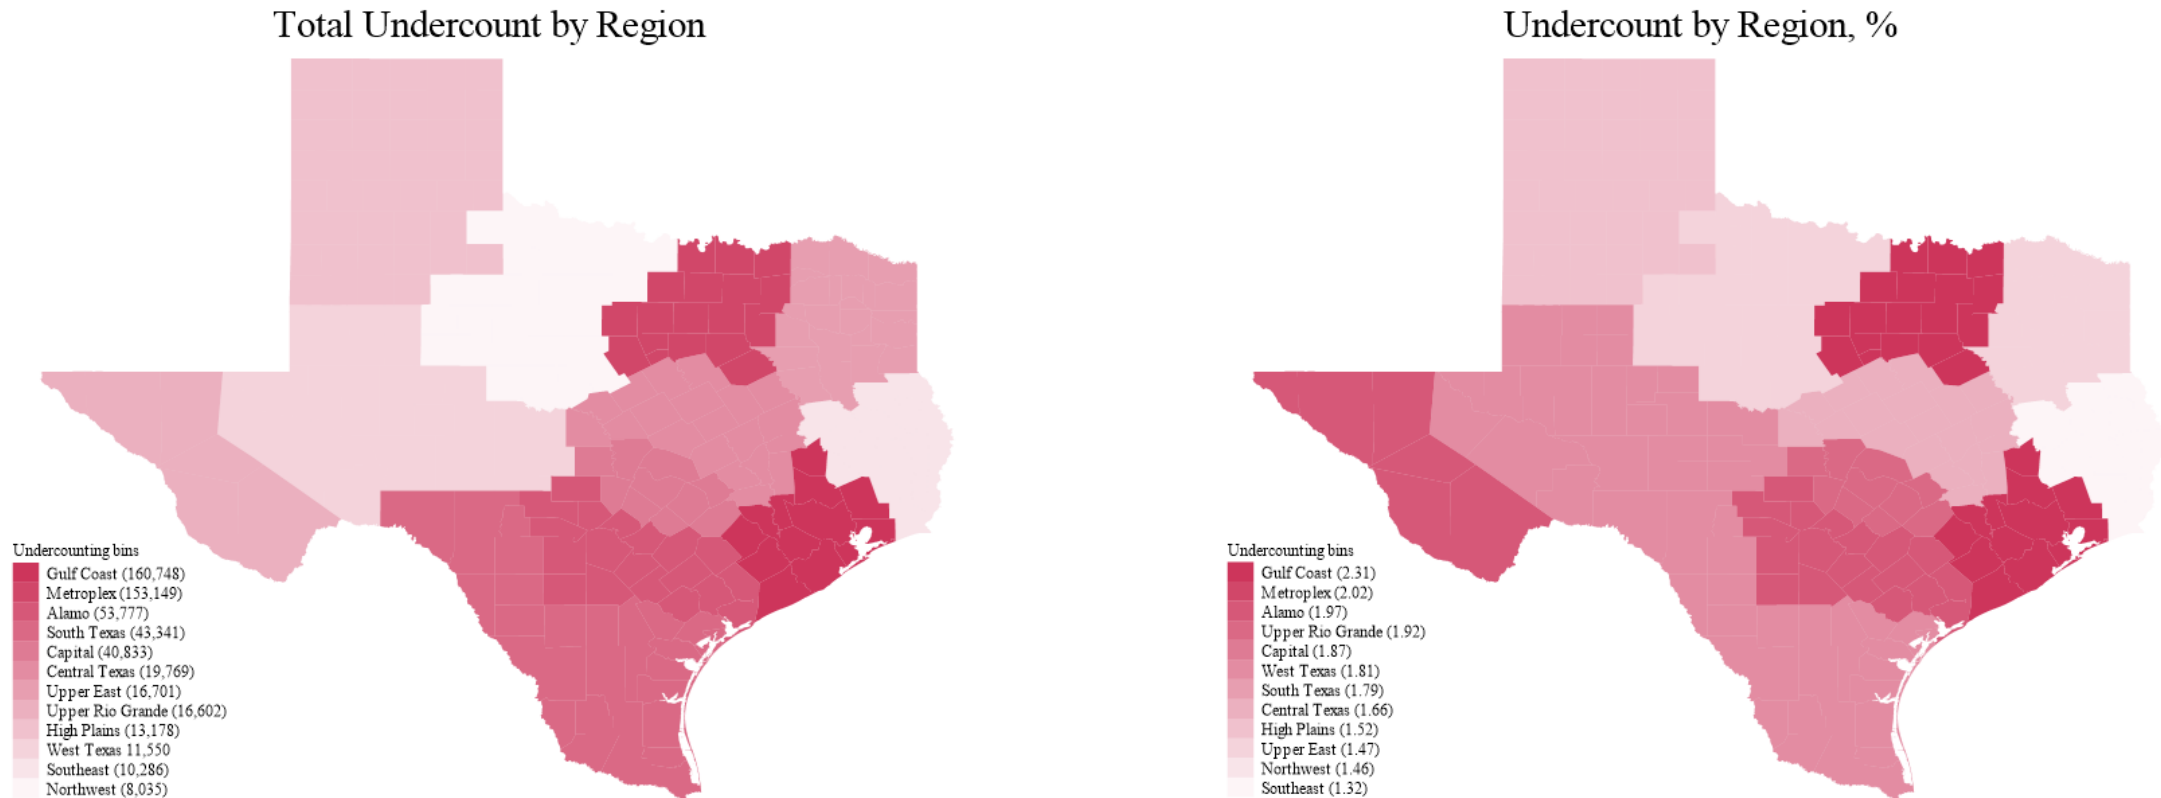 Total Undercount by Region
Undercounting bins
Gulf Coast (160,748)
Metroplex (153,149)
Alamo (53,777)
South Texas (43,341)
Capital (40,833)
Central Texas (19,769)
Upper East (16,701)
Upper Rio Grande (16,602)
High Plains (13,178)
West Texas 11,550
Southeast (10,286)
Northwest (8,035)
Undercount by Region, %
Undercounting bins
Gulf Coast (2.31)
Metroplex (2.02)
Alamo (1.97)
Upper Rio Grande (1.92)
Capital (1.87)
West Texas (1.81)
South Texas (1.79)
Central Texas (1.66)
High Plains (1.52)
Upper East (1.47)
Northwest (1.46)
Southeast (1.32)